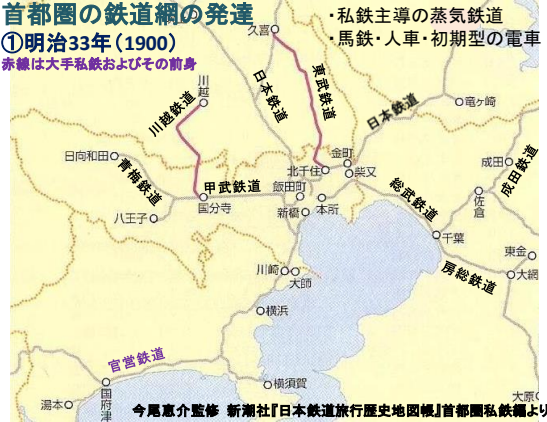 首都圏の鉄道網の発達
①明治33年（1900）
赤線は大手私鉄およびその前身
・私鉄主導の蒸気鉄道
・馬鉄・人車・初期型の電車
久喜
川越
日本鉄道
東武鉄道
川越鉄道
日本鉄道
竜ヶ崎
日向和田
青梅鉄道
金町
北千住
柴又
成田
成田鉄道
甲武鉄道
飯田町
総武鉄道
佐倉
八王子
国分寺
新橋
本所
千葉
東金
房総鉄道
大網
川崎
大師
横浜
官営鉄道
横須賀
国府津
湯本
大原
今尾恵介監修 新潮社『日本鉄道旅行歴史地図帳』首都圏私鉄編より